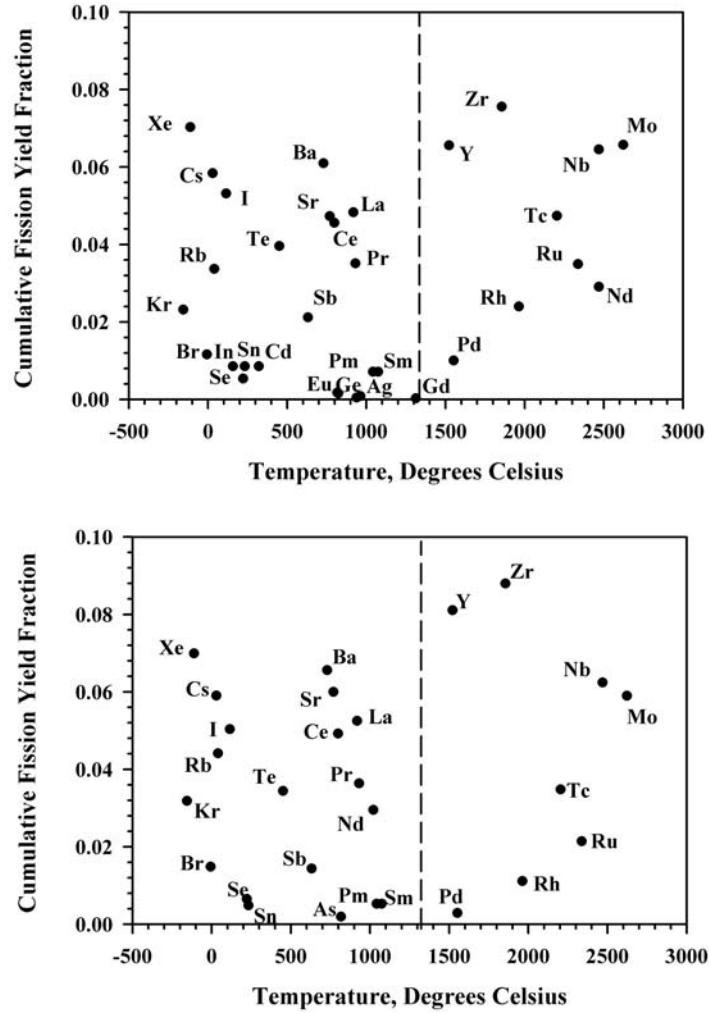 0.10
Zr
Mo
0.08
Xe
Ba
Y
Nb
Cs
I
Sr
La
Tc
0.06
Te
Ce
Rb
Pr
Ru
0.04
Kr
Sb
Rh
Nd
0.02
Br In Sn Cd
Pm Sm
Pd
Se
Eu Ge Ag
Gd
0.00
-500 0 500 1000 1500 2000 2500 3000
Temperature, Degrees Celsius
Cumulative Fission Yield Fraction
0.10
Zr
Y
0.08
Xe
Ba
Nb
Cs
Sr
Mo
0.06
I
Ce
La
Rb
Te
Pr
Tc
0.04
Kr
Nd
Ru
Br
Sb
0.02
Se
Pm Sm
Pd
Rh
Sn
As
0.00
-500 0 500 1000 1500 2000 2500 3000
Temperature, Degrees Celsius
Cumulative Fission Yield Fraction